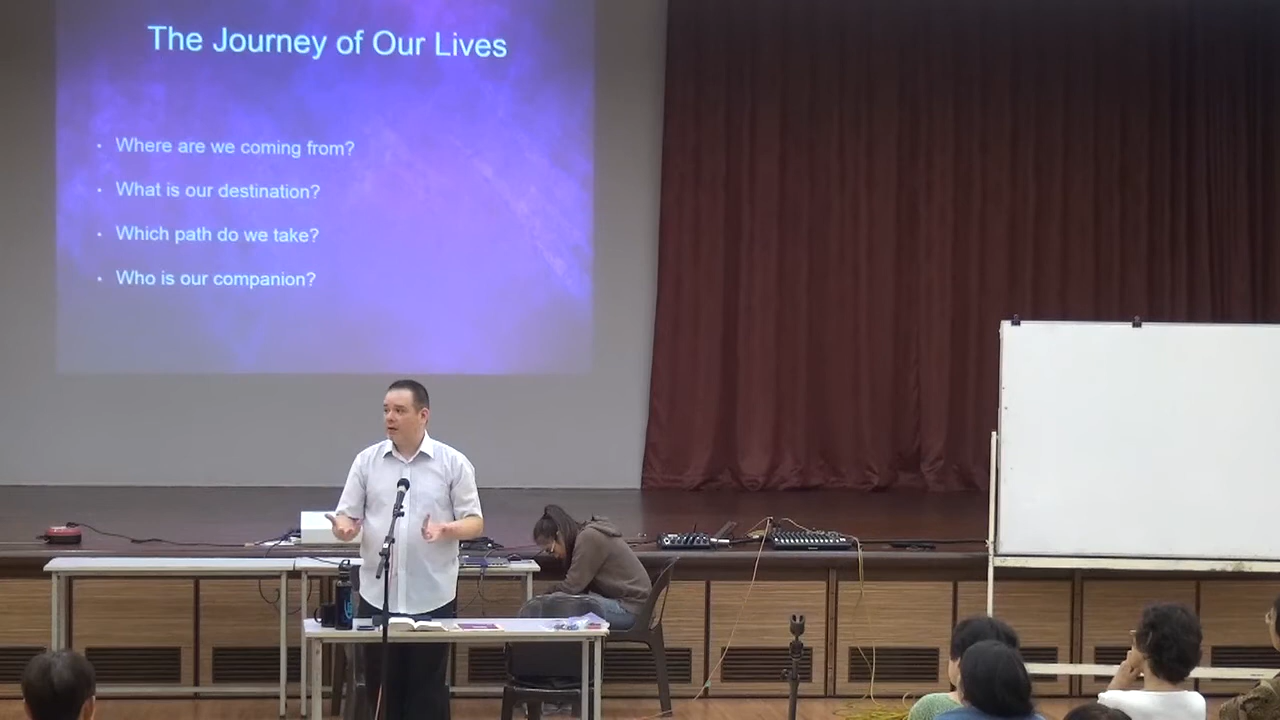 The Journey of Our Lives
• Where are we coming from?
• What is our destination?
• Which path do we take?
• Who is our companion?